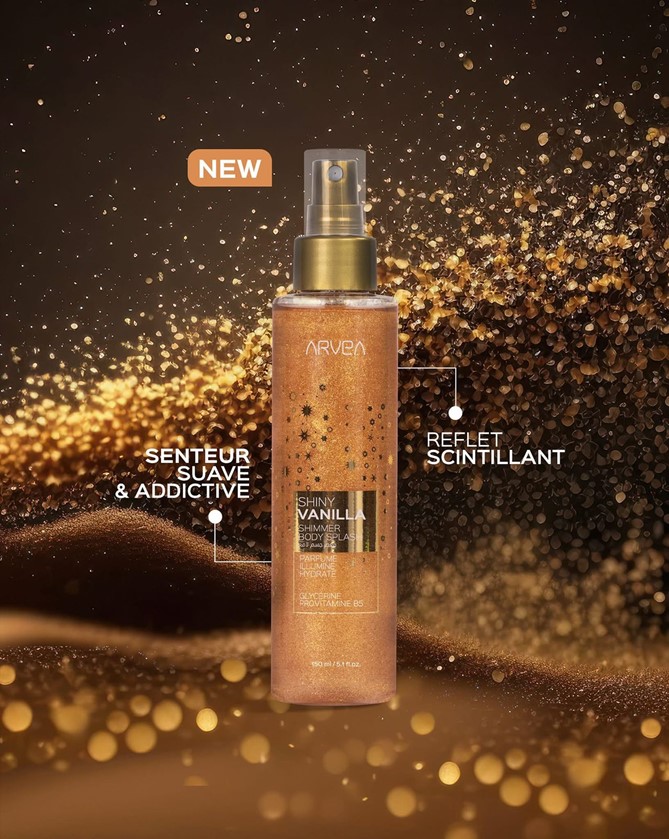 NEW
ARVEA
REFLET
SCINTILLANT
SENTEUR
SUAVE
& ADDICTIVE
SHINY
VANILLA
SHIMMER
BODY SPLASH
PARFUME
ILLUMINE
HYDRATE
GLYCÉRINE
PROVITAMINE B5
150 ml / 5.1 fl.oz.